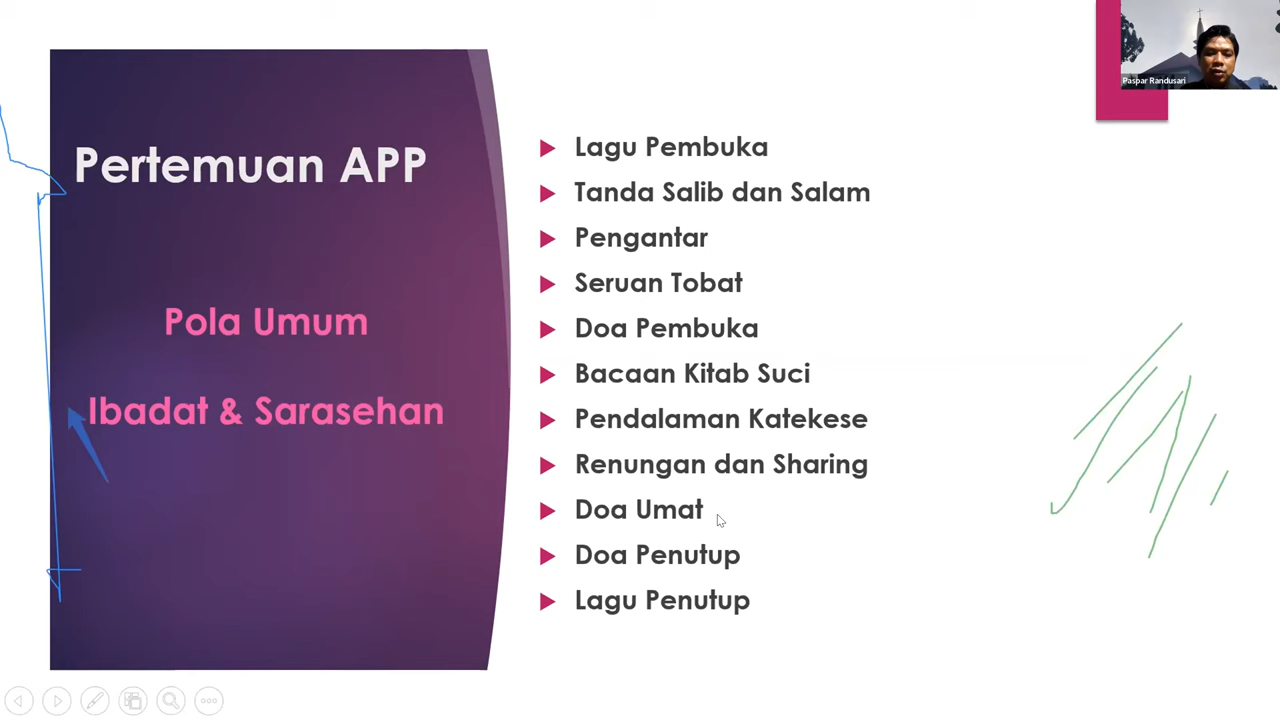 Pertemuan APP
Pola Umum
Ibadat & Sarasehan
Lagu Pembuka
Tanda Salib dan Salam
Pengantar
Seruan Tobat
Doa Pembuka
Bacaan Kitab Suci
Pendalaman Katekese
Renungan dan Sharing
Doa Umat
Doa Penutup
Lagu Penutup
Paspar Randusari